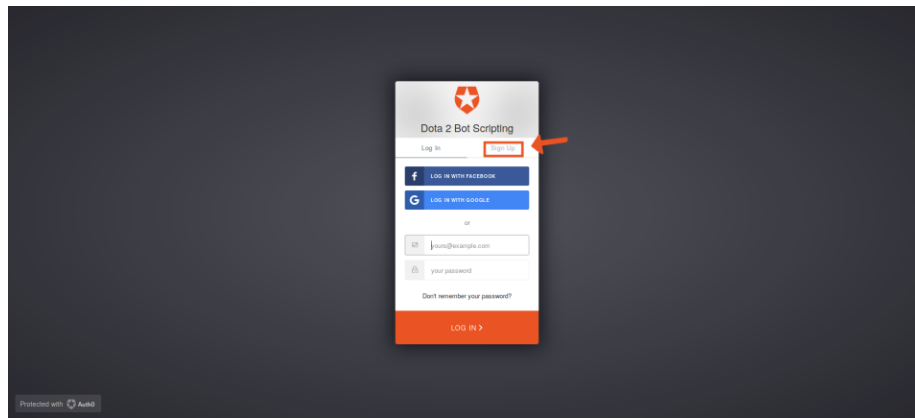 Dota 2 Bot Scripting
Log In
Sign Up
f LOG IN WITH FACEBOOK
G LOG IN WITH GOOGLE
or
yours@example.com
your password
Don't remember your password?
LOG IN >
Protected with Auth0